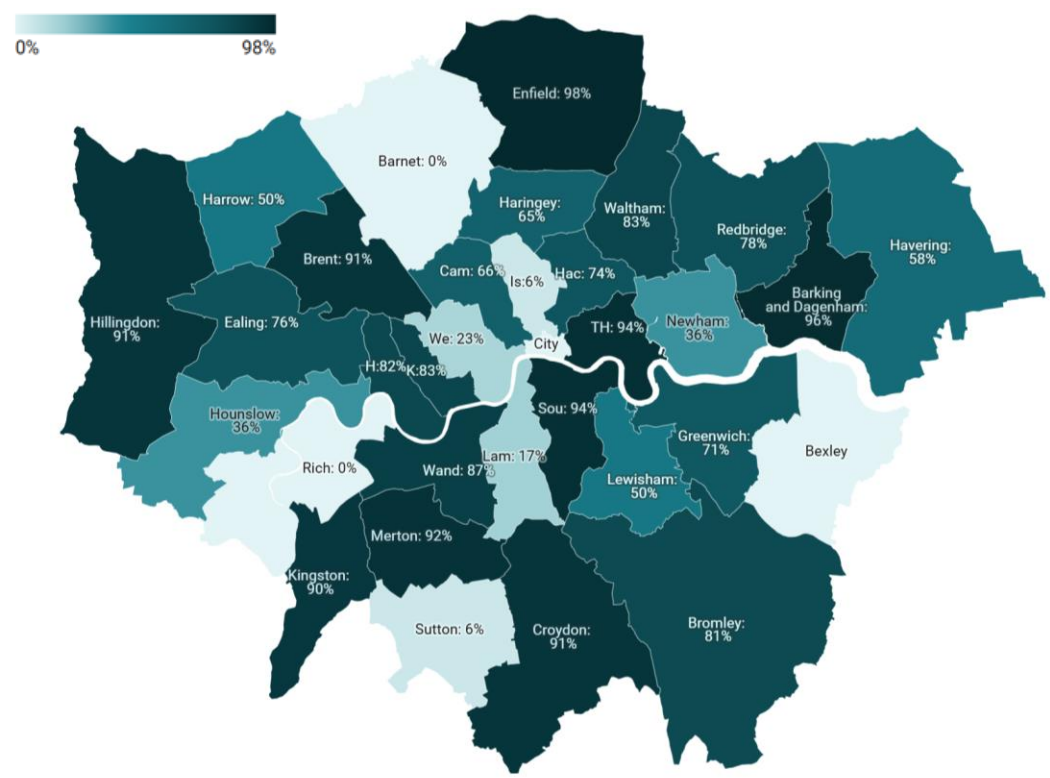 0%
98%
Enfield: 98%
Barnet: 0%
Harrow: 50%
Haringey:
65%
Waltham:
83%
Redbridge:
78%
Havering:
58%
Brent: 91%
Cam: 66%
Is:6%
Hac: 74%
Hillingdon:
91%
Ealing: 76%
Barking
and Dagenham:
96%
TH: 94%
Newham:
36%
We: 23%
City
H:82%
K:83%
Hounslow:
36%
Sou: 94%
Greenwich:
71%
Bexley
Rich: 0%
Wand: 87%
Lam: 17%
Lewisham:
50%
Merton: 92%
Kingston:
90%
Sutton: 6%
Croydon:
91%
Bromley:
81%